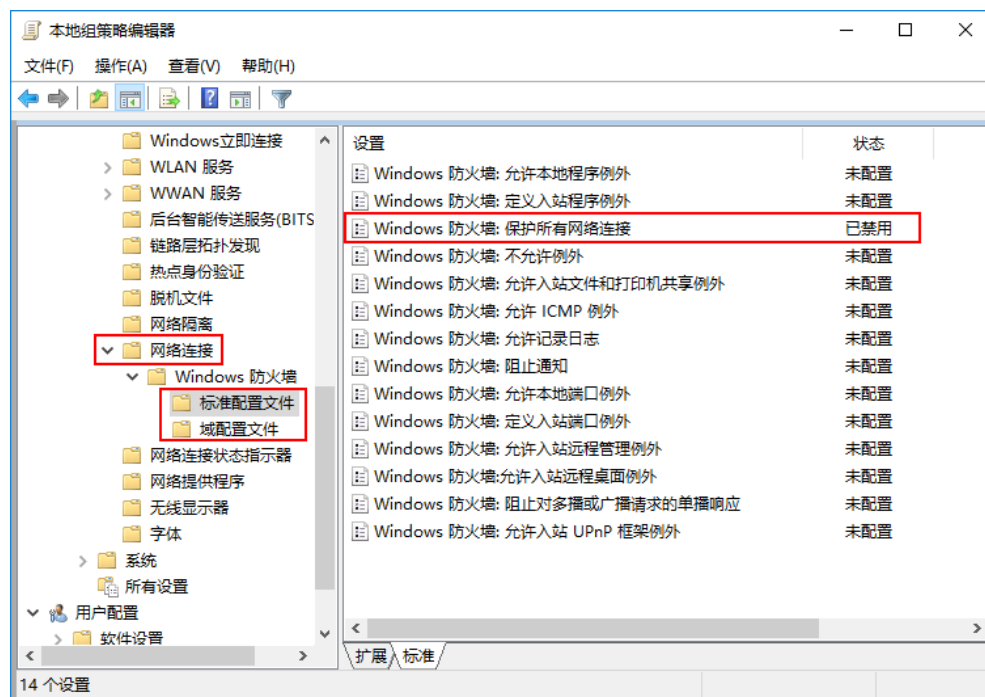 本地组策略编辑器
文件(F) 操作(A) 查看(V) 帮助(H)
Windows立即连接
WLAN 服务
WWAN 服务
后台智能传送服务(BITS
链路层拓扑发现
热点身份验证
脱机文件
网络隔离
网络连接
Windows 防火墙
标准配置文件
域配置文件
网络连接状态指示器
网络提供程序
无线显示器
字体
系统
所有设置
用户配置
软件设置
设置 状态
Windows 防火墙: 允许本地程序例外 未配置
Windows 防火墙: 定义入站程序例外 未配置
Windows 防火墙: 保护所有网络连接 已禁用
Windows 防火墙: 不允许例外 未配置
Windows 防火墙: 允许入站文件和打印机共享例外 未配置
Windows 防火墙: 允许 ICMP 例外 未配置
Windows 防火墙: 允许记录日志 未配置
Windows 防火墙: 阻止通知 未配置
Windows 防火墙: 允许本地端口例外 未配置
Windows 防火墙: 定义入站端口例外 未配置
Windows 防火墙: 允许入站远程管理例外 未配置
Windows 防火墙:允许入站远程桌面例外 未配置
Windows 防火墙: 阻止对多播或广播请求的单播响应 未配置
Windows 防火墙: 允许入站 UPnP 框架例外 未配置
扩展 标准
14 个设置